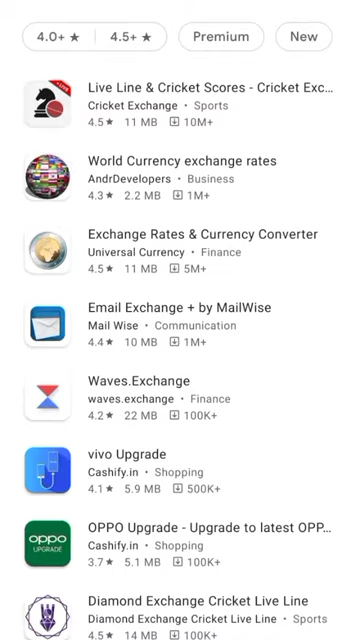 4.0+ ★ 4.5+ ★ Premium New
LIVE
Live Line & Cricket Scores - Cricket Exc...
Cricket Exchange • Sports
4.5★ 11 MB 10M+
World Currency exchange rates
AndrDevelopers • Business
4.3★ 2.2 MB 1M+
Exchange Rates & Currency Converter
Universal Currency • Finance
4.5★ 11 MB 5M+
Email Exchange + by MailWise
Mail Wise • Communication
4.4★ 10 MB 1M+
Waves.Exchange
waves.exchange • Finance
4.2★ 22 MB 100K+
vivo Upgrade
Cashify.in • Shopping
4.1★ 5.9 MB 500K+
oppo
UPGRADE
OPPO Upgrade - Upgrade to latest OPP...
Cashify.in • Shopping
3.7★ 5.1 MB 100K+
Diamond Exchange Cricket Live Line
Diamond Exchange Cricket Live Line • Sports
4.5★ 14 MB 100K+